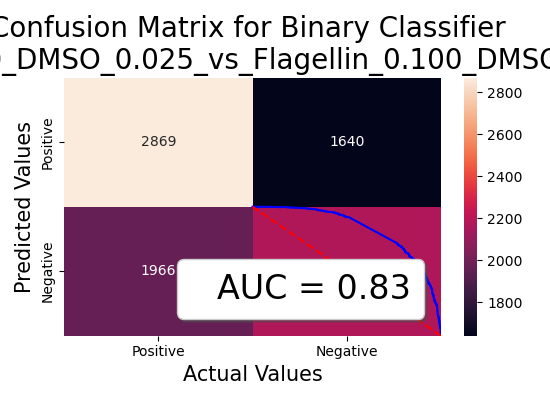 Confusion Matrix for Binary Classifier
_DMSO_0.025_vs_Flagellin_0.100_DMSO
Predicted Values
Positive
Negative
2869
1640
1966
AUC = 0.83
Positive
Negative
Actual Values
2800
2600
2400
2200
2000
1800